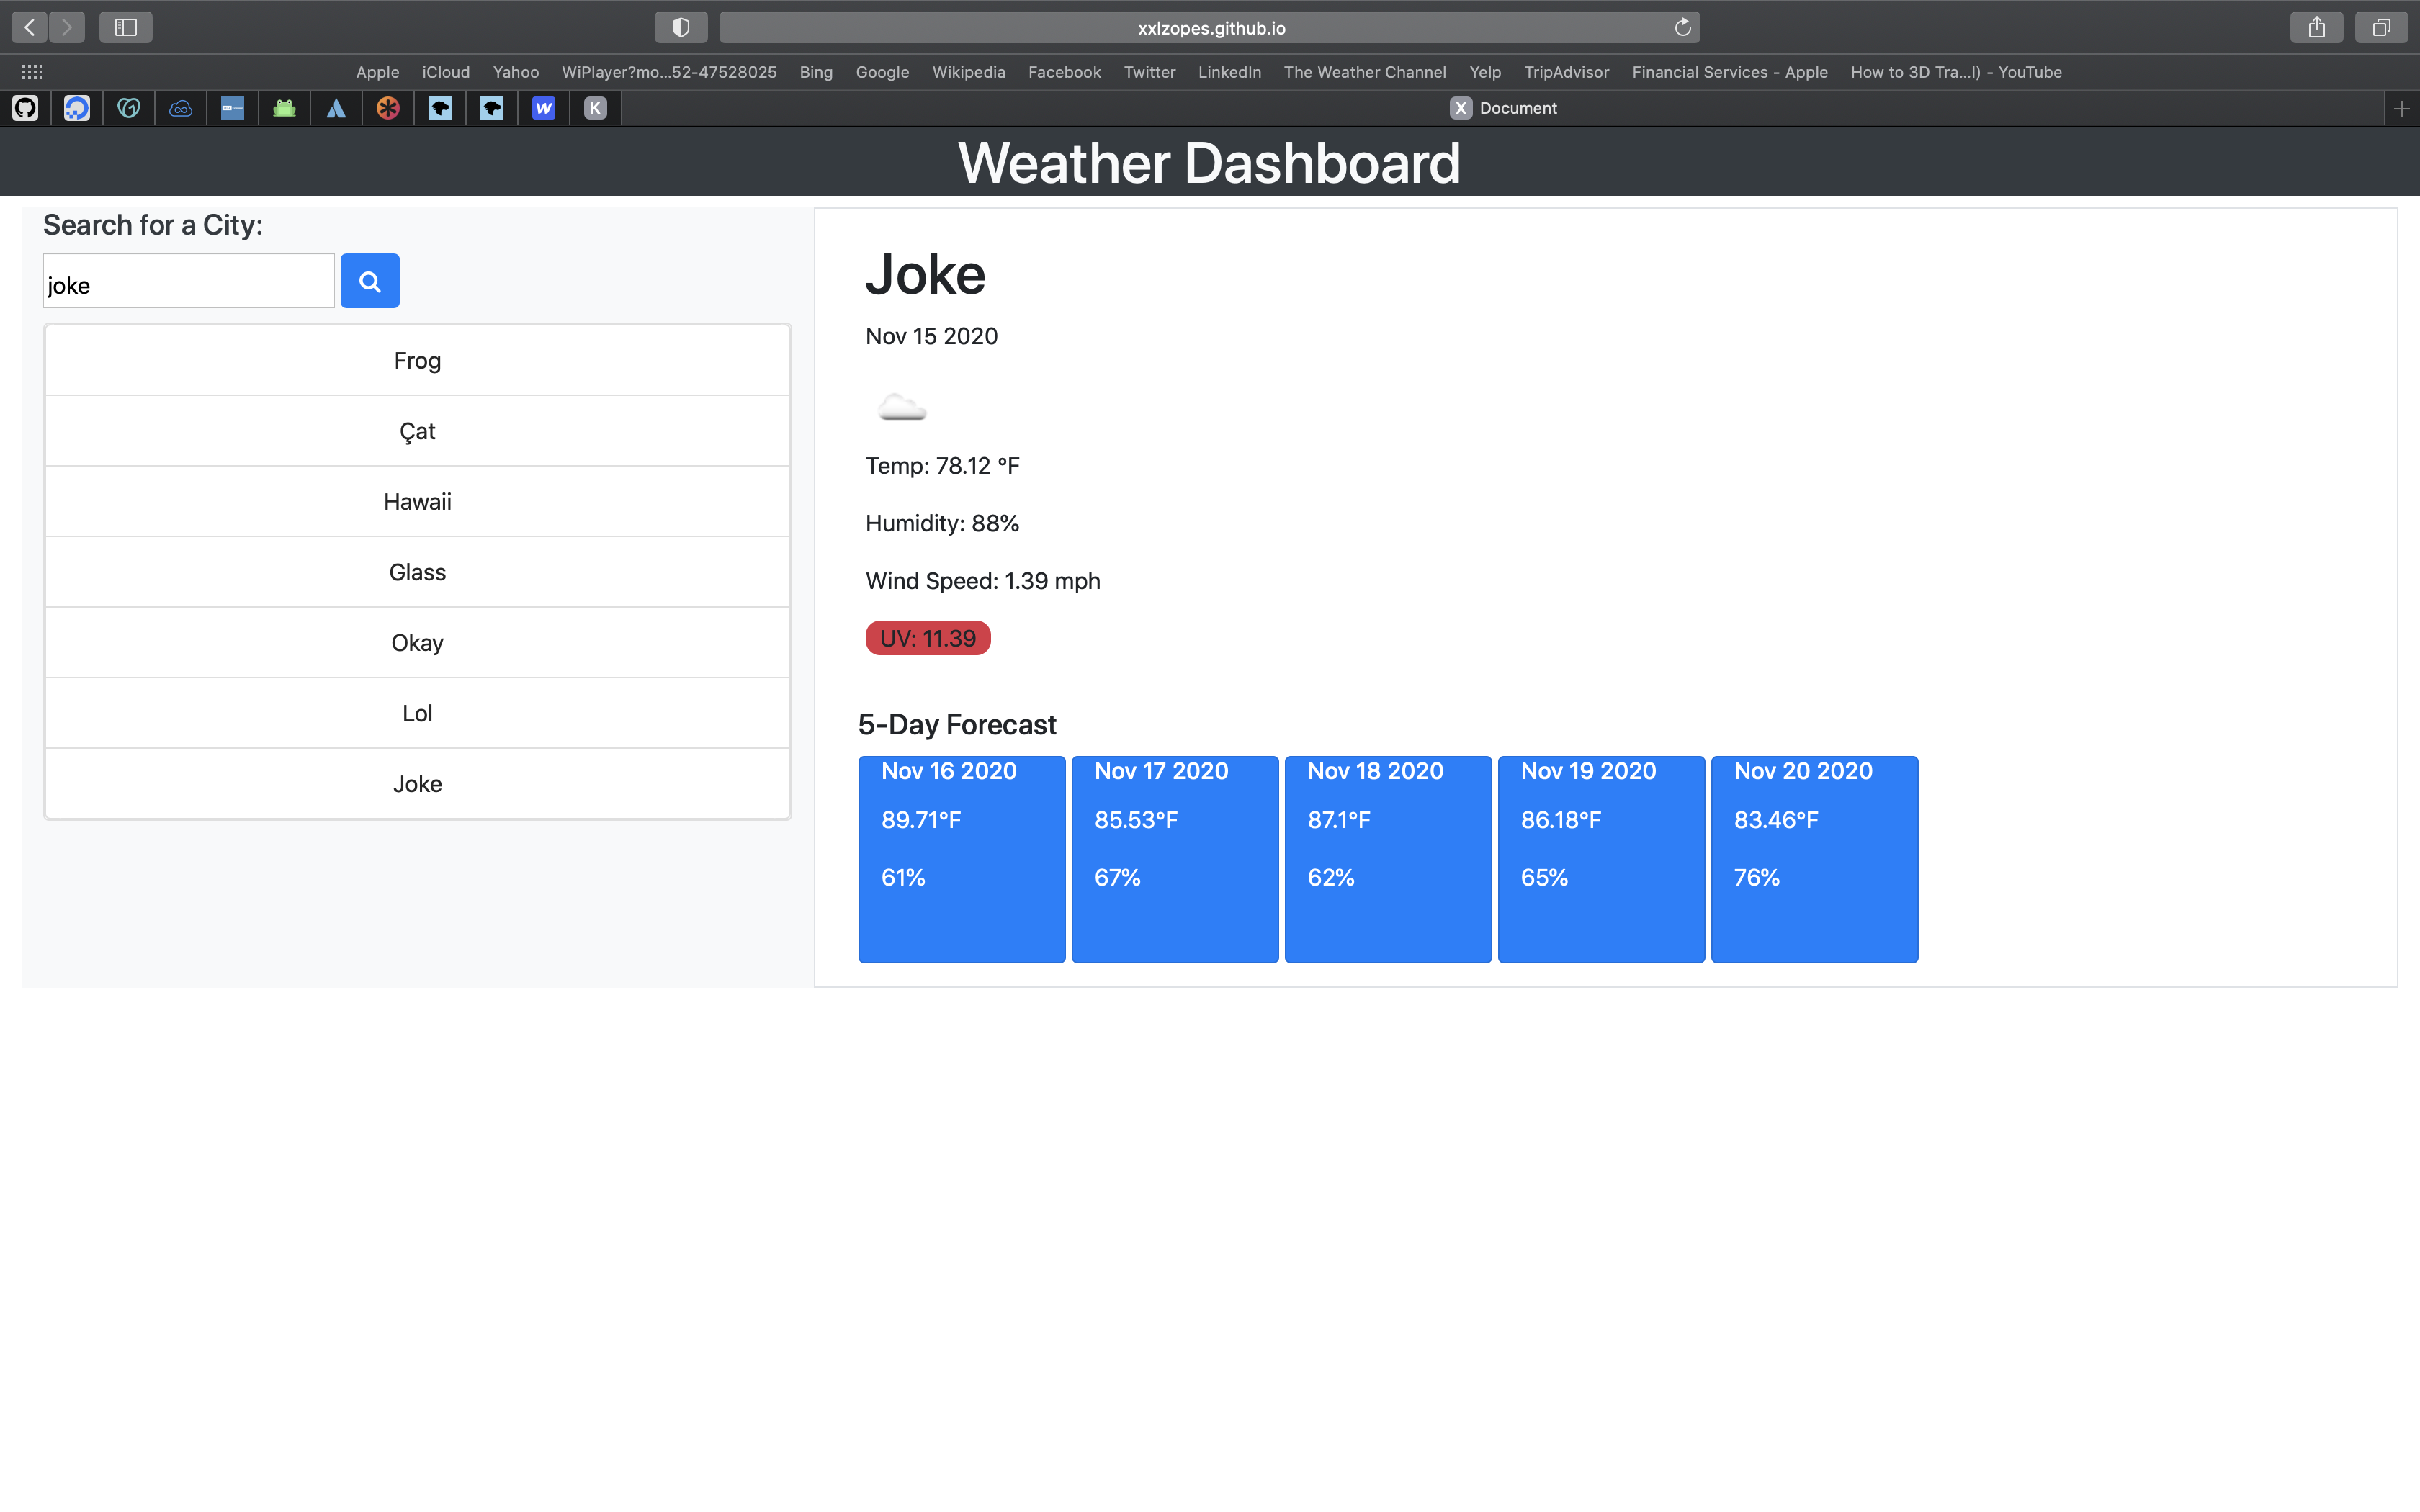 xxlzopes.github.io
Apple iCloud Yahoo WiPlayer?mo...52-47528025 Bing Google Wikipedia Facebook Twitter LinkedIn The Weather Channel Yelp TripAdvisor Financial Services - Apple How to 3D Tra...l) - YouTube
W K X Document
Weather Dashboard
Search for a City:
joke
Frog
Çat
Hawaii
Glass
Okay
Lol
Joke
Joke
Nov 15 2020
Temp: 78.12 °F
Humidity: 88%
Wind Speed: 1.39 mph
UV: 11.39
5-Day Forecast
Nov 16 2020 Nov 17 2020 Nov 18 2020 Nov 19 2020 Nov 20 2020
89.71°F 85.53°F 87.1°F 86.18°F 83.46°F
61% 67% 62% 65% 76%